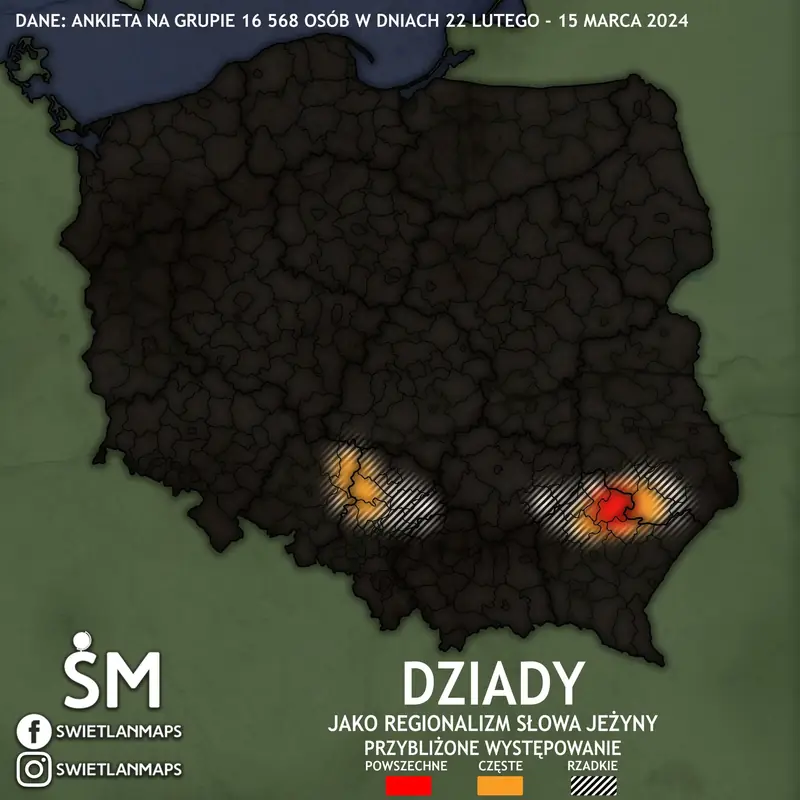 DANE: ANKIETA NA GRUPIE 16 568 OSÓB W DNIACH 22 LUTEGO - 15 MARCA 2024
ŚM
SWIETLANMAPS
SWIETLANMAPS
DZIADY
JAKO REGIONALIZM SŁOWA JEŻYNY
PRZYBLIŻONE WYSTĘPOWANIE
POWSZECHNE CZĘSTE RZADKIE